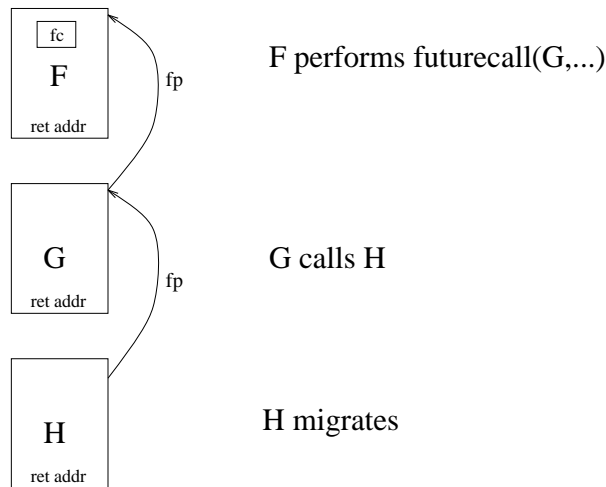 fc
F
ret addr
fp
F performs futurecall(G,...)
G
ret addr
fp
G calls H
H
ret addr
H migrates